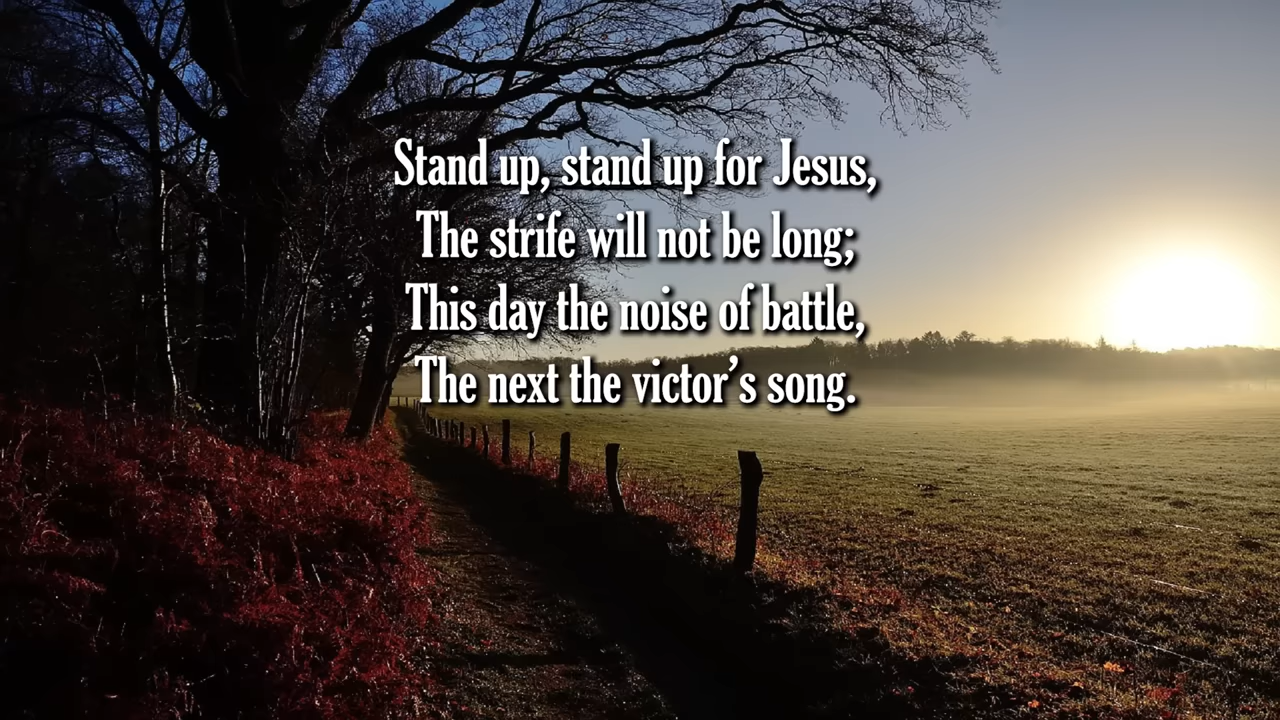 Stand up, stand up for Jesus,
The strife will not be long;
This day the noise of battle,
The next the victor’s song.